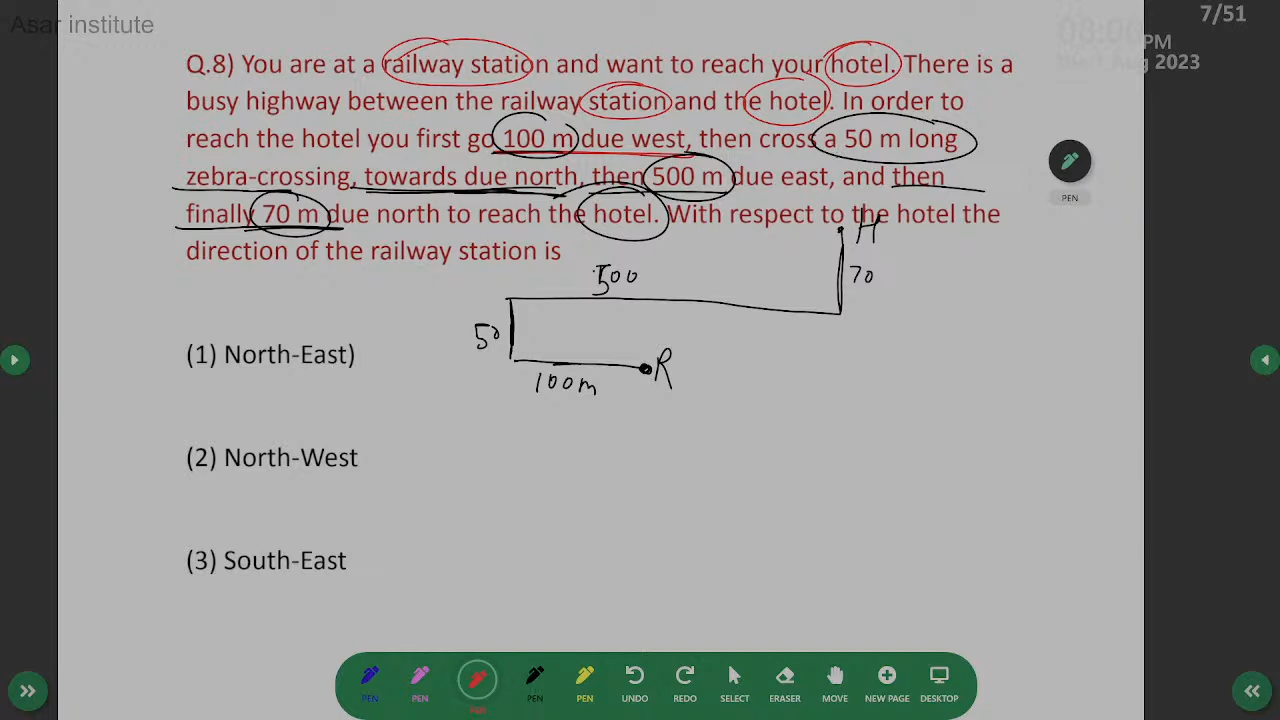 Asar institute
7/51
08:00 PM
Aug 2023
Q.8) You are at a railway station and want to reach your hotel. There is a
busy highway between the railway station and the hotel. In order to
reach the hotel you first go 100 m due west, then cross a 50 m long
zebra-crossing, towards due north, then 500 m due east, and then
finally 70 m due north to reach the hotel. With respect to the hotel the
direction of the railway station is
H
500
70
50
R
100m
(1) North-East)
(2) North-West
(3) South-East
PEN
PEN PEN PEN PEN PEN UNDO REDO SELECT ERASER MOVE NEW PAGE DESKTOP